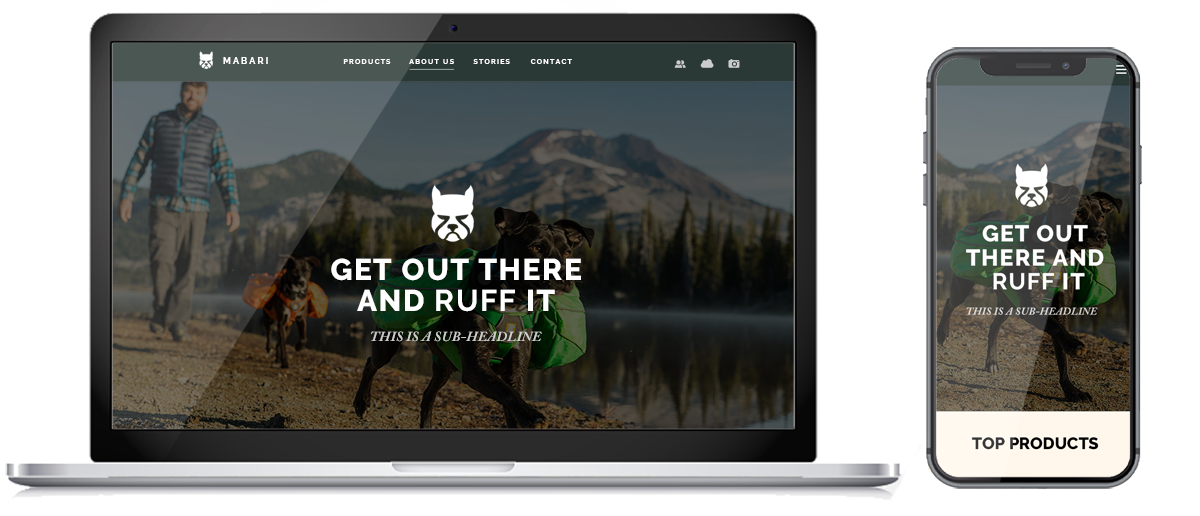 MABARI
PRODUCTS
ABOUT US
STORIES
CONTACT
GET OUT THERE
AND RUFF IT
THIS IS A SUB-HEADLINE
GET OUT
THERE AND
RUFF IT
THIS IS A SUB-HEADLINE
TOP PRODUCTS